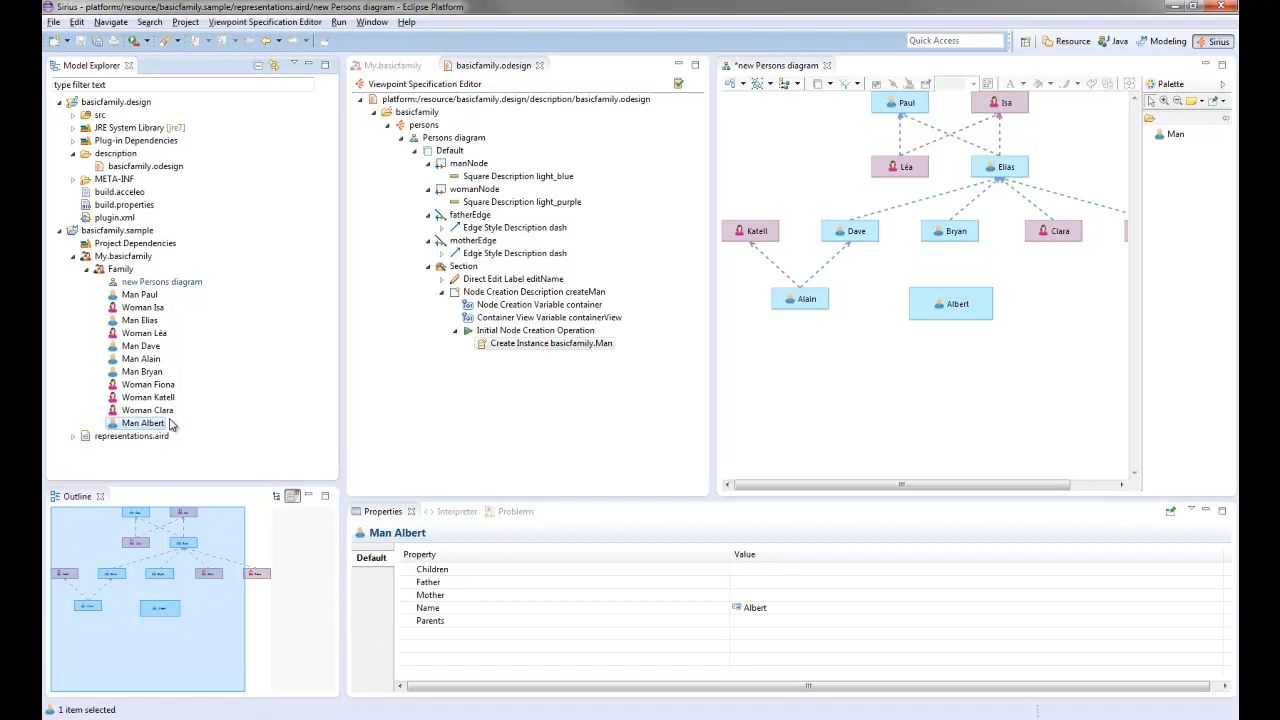 Sirius - platform:/resource/basicfamily.sample/representations.aird/new Persons diagram - Eclipse Platform
File Edit Navigate Search Project Viewpoint Specification Editor Run Window Help
Quick Access
Resource
Java
Modeling
Sirius
Model Explorer
type filter text
basicfamily.design
src
JRE System Library [jre7]
Plug-in Dependencies
description
basicfamily.odesign
META-INF
build.acceleo
build.properties
plugin.xml
basicfamily.sample
Project Dependencies
My.basicfamily
Family
new Persons diagram
Man Paul
Woman Isa
Man Elias
Woman Léa
Man Dave
Man Alain
Man Bryan
Woman Fiona
Woman Katell
Woman Clara
Man Albert
representations.aird
Outline
My.basicfamily
basicfamily.odesign
Viewpoint Specification Editor
platform:/resource/basicfamily.design/description/basicfamily.odesign
basicfamily
persons
Persons diagram
Default
manNode
Square Description light_blue
womanNode
Square Description light_purple
fatherEdge
Edge Style Description dash
motherEdge
Edge Style Description dash
Section
Direct Edit Label editName
Node Creation Description createMan
Node Creation Variable container
Container View Variable containerView
Initial Node Creation Operation
Create Instance basicfamily.Man
*new Persons diagram
Palette
Man
Paul
Isa
Léa
Elias
Katell
Dave
Bryan
Clara
Alain
Albert
Properties
Interpreter
Problems
Man Albert
Default
Property Value
Children
Father
Mother
Name Albert
Parents
1 item selected